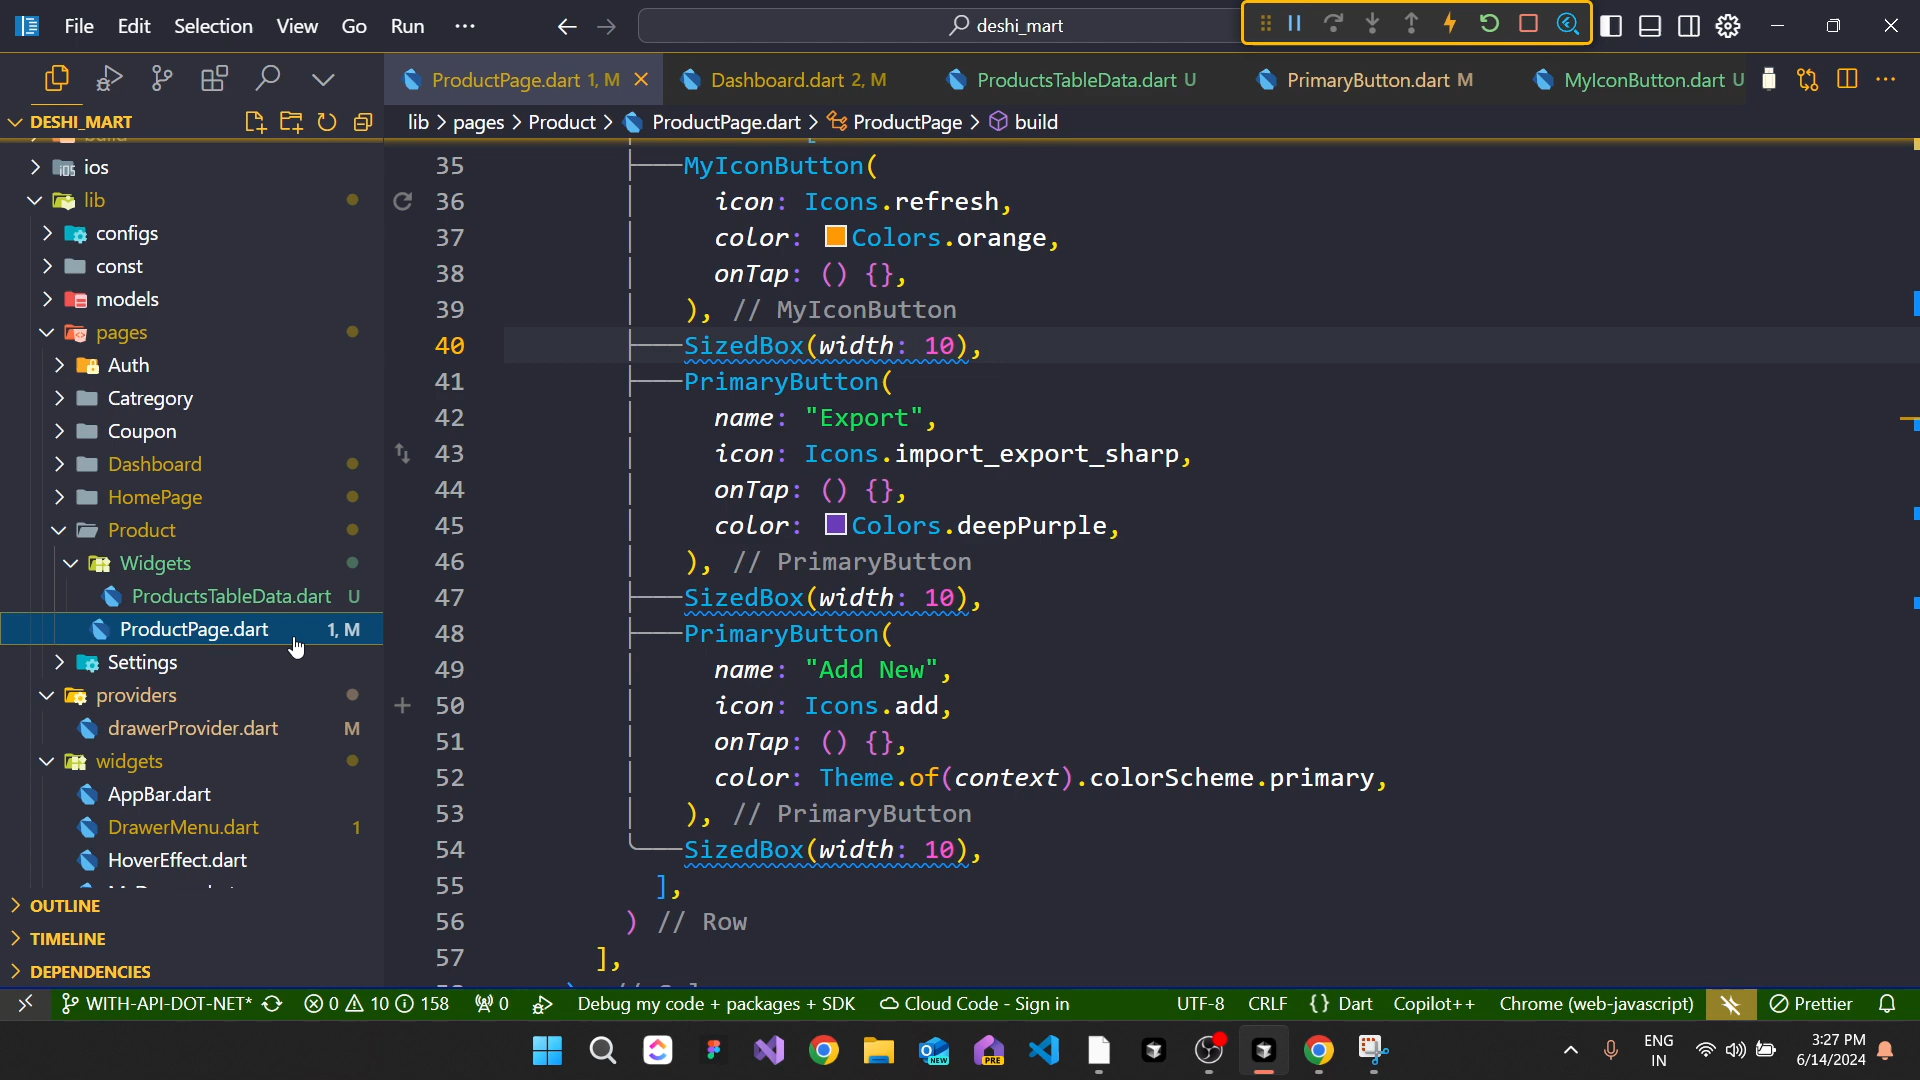 File Edit Selection View Go Run ···
deshi_mart
ProductPage.dart 1, M
Dashboard.dart 2, M
ProductsTableData.dart U
PrimaryButton.dart M
MyIconButton.dart U
DESHI_MART
lib > pages > Product > ProductPage.dart > ProductPage > build
ios
lib
configs
const
models
pages
Auth
Catregory
Coupon
Dashboard
HomePage
Product
Widgets
ProductsTableData.dart U
ProductPage.dart 1, M
Settings
providers
drawerProvider.dart M
widgets
AppBar.dart
DrawerMenu.dart 1
HoverEffect.dart
OUTLINE
TIMELINE
DEPENDENCIES
35 MyIconButton(
36 icon: Icons.refresh,
37 color: Colors.orange,
38 onTap: () {},
39 ), // MyIconButton
40 SizedBox(width: 10),
41 PrimaryButton(
42 name: "Export",
43 icon: Icons.import_export_sharp,
44 onTap: () {},
45 color: Colors.deepPurple,
46 ), // PrimaryButton
47 SizedBox(width: 10),
48 PrimaryButton(
49 name: "Add New",
50 icon: Icons.add,
51 onTap: () {},
52 color: Theme.of(context).colorScheme.primary,
53 ), // PrimaryButton
54 SizedBox(width: 10),
55 ],
56 ) // Row
57 ],
WITH-API-DOT-NET* 0 10 158 0 Debug my code + packages + SDK Cloud Code - Sign in UTF-8 CRLF {} Dart Copilot++ Chrome (web-javascript) Prettier
NEW
PRE
ENG
IN
3:27 PM
6/14/2024